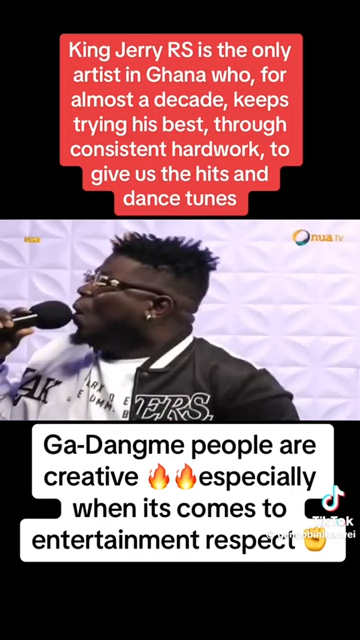 King Jerry RS is the only
artist in Ghana who, for
almost a decade, keeps
trying his best, through
consistent hardwork, to
give us the hits and
dance tunes
LIVE
Onua TV
ERS.
Ga-Dangme people are
creative 🔥🔥especially
when its comes to
entertainment respect ✊
TikTok